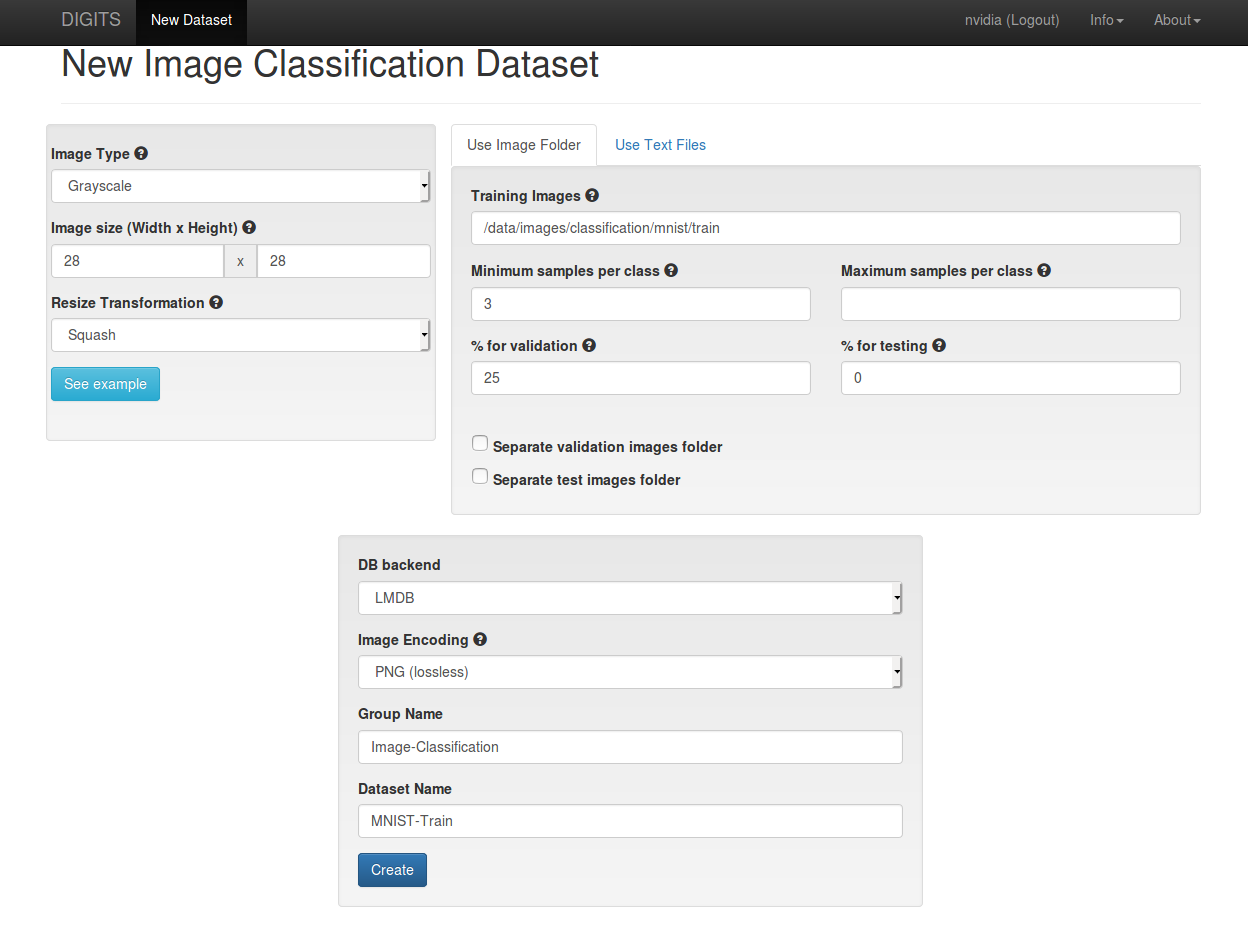 DIGITS New Dataset nvidia (Logout) Info About
New Image Classification Dataset
Image Type
Grayscale
Image size (Width x Height)
28 x 28
Resize Transformation
Squash
See example
Use Image Folder Use Text Files
Training Images
/data/images/classification/mnist/train
Minimum samples per class Maximum samples per class
3
% for validation % for testing
25 0
Separate validation images folder
Separate test images folder
DB backend
LMDB
Image Encoding
PNG (lossless)
Group Name
Image-Classification
Dataset Name
MNIST-Train
Create